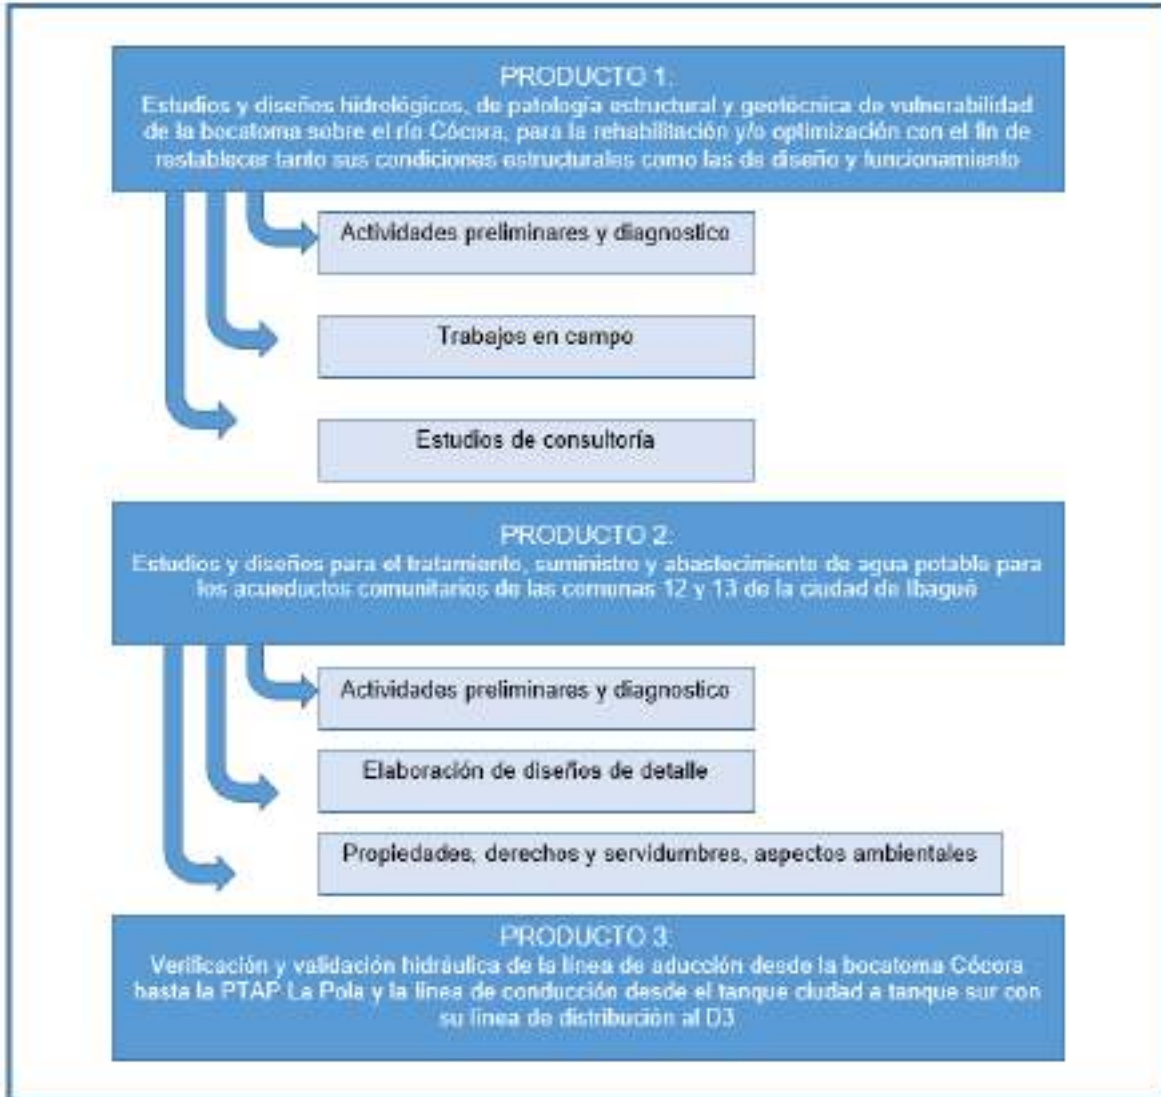 PRODUCTO 1:
Estudios y diseños hidrológicos, de patología estructural y geotécnica de vulnerabilidad
de la bocatoma sobre el río Cócora, para la rehabilitación y/o optimización con el fin de
restablecer tanto sus condiciones estructurales como las de diseño y funcionamiento
Actividades preliminares y diagnostico
Trabajos en campo
Estudios de consultoría
PRODUCTO 2:
Estudios y diseños para el tratamiento, suministro y abastecimiento de agua potable para
los acueductos comunitarios de las comunas 12 y 13 de la ciudad de Ibagué
Actividades preliminares y diagnostico
Elaboración de diseños de detalle
Propiedades, derechos y servidumbres, aspectos ambientales
PRODUCTO 3:
Verificación y validación hidráulica de la línea de aducción desde la bocatoma Cócora
hasta la PTAP La Pola y la línea de conducción desde el tanque ciudad a tanque sur con
su línea de distribución al D3